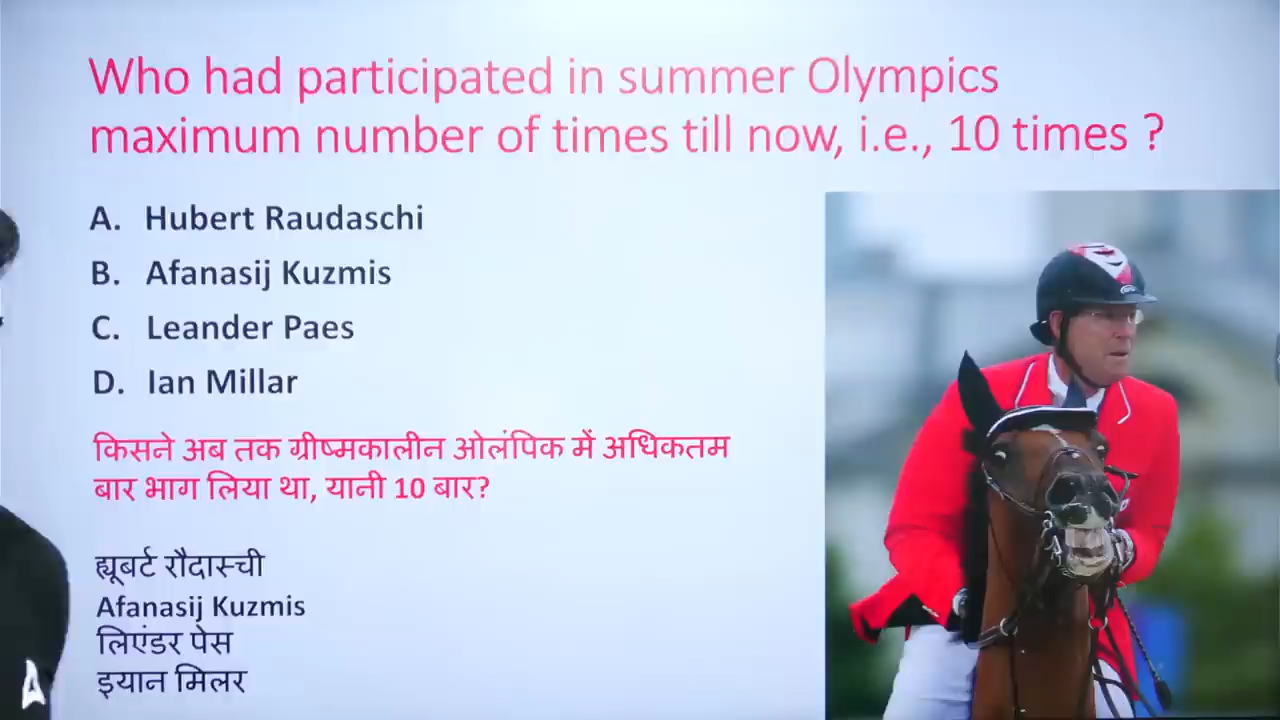 Who had participated in summer Olympics
maximum number of times till now, i.e., 10 times ?
A. Hubert Raudaschi
B. Afanasij Kuzmis
C. Leander Paes
D. Ian Millar
किसने अब तक ग्रीष्मकालीन ओलंपिक में अधिकतम
बार भाग लिया था, यानी 10 बार?
ह्यूबर्ट रौदास्ची
Afanasij Kuzmis
लिएंडर पेस
इयान मिलर